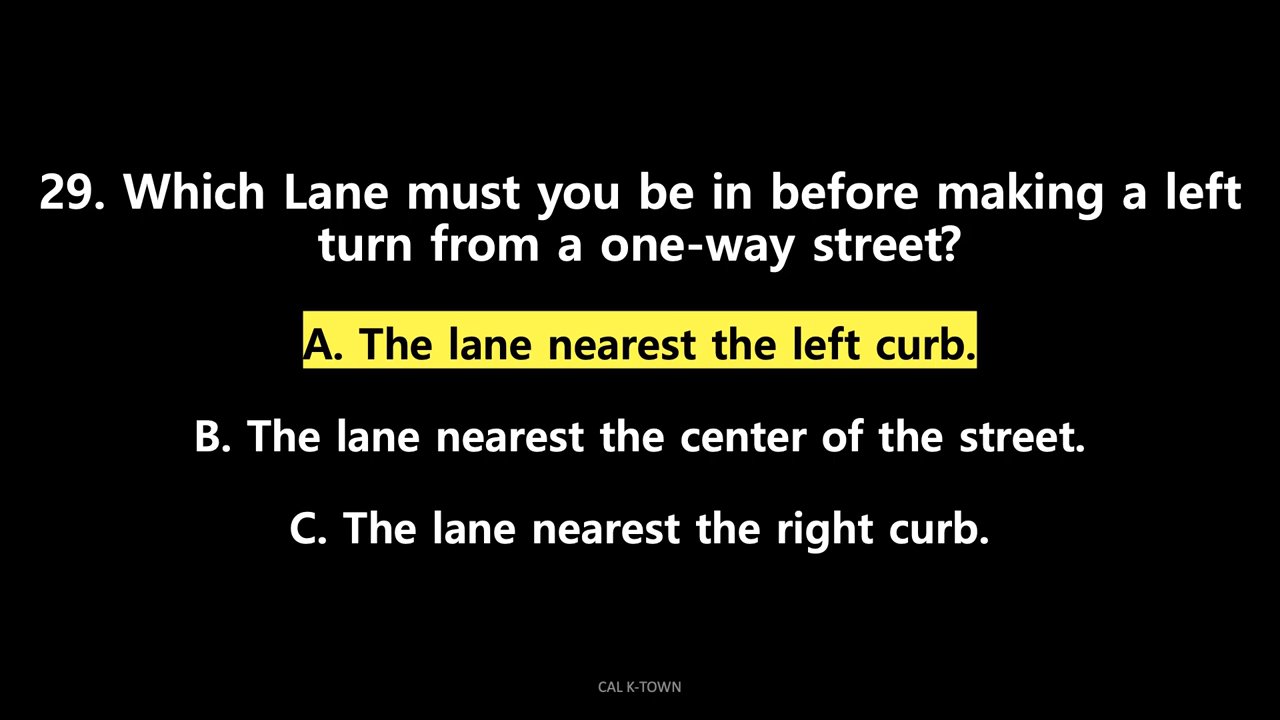 29. Which Lane must you be in before making a left
turn from a one-way street?
A. The lane nearest the left curb.
B. The lane nearest the center of the street.
C. The lane nearest the right curb.
CAL K-TOWN